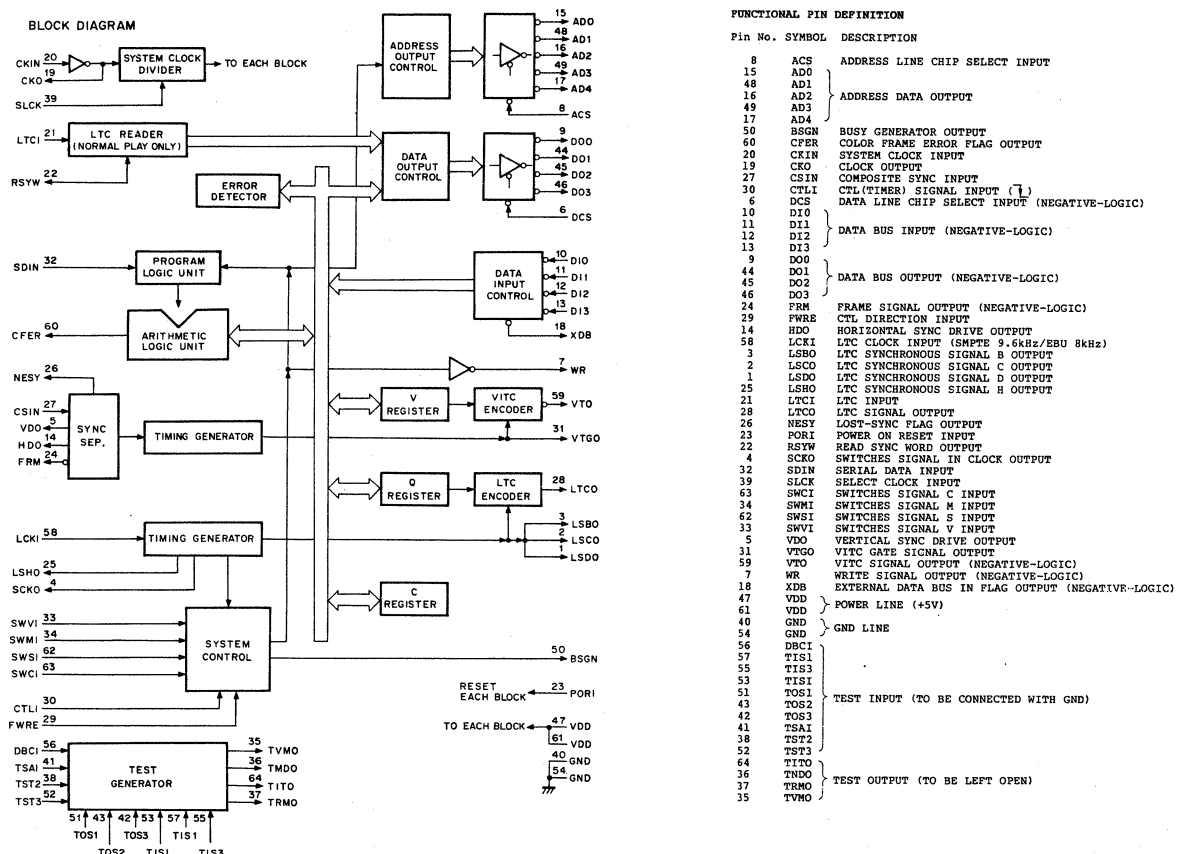 BLOCK DIAGRAM
CKIN 20
CKO 19
SLCK 39
SYSTEM CLOCK
DIVIDER
TO EACH BLOCK
LTCI 21
LTC READER
(NORMAL PLAY ONLY)
RSYW 22
ERROR
DETECTOR
ADDRESS
OUTPUT
CONTROL
15 AD0
48 AD1
16 AD2
49 AD3
17 AD4
8 ACS
DATA
OUTPUT
CONTROL
9 DO0
44 DO1
45 DO2
46 DO3
6 DCS
SDIN 32
PROGRAM
LOGIC UNIT
CFER 60
ARITHMETIC
LOGIC UNIT
DATA
INPUT
CONTROL
10 DI0
11 DI1
12 DI2
13 DI3
18 XDB
7 WR
NESY 26
CSIN 27
VDO 5
HDO 14
FRM 24
SYNC
SEP.
TIMING GENERATOR
V
REGISTER
VITC
ENCODER
59 VTO
31 VTGO
Q
REGISTER
LTC
ENCODER
28 LTCO
3 LSBO
2 LSCO
1 LSDO
LCKI 58
TIMING GENERATOR
LSHO 25
SCKO 4
C
REGISTER
SWVI 33
SWMI 34
SWSI 62
SWCI 63
SYSTEM
CONTROL
50 BSGN
CTLI 30
FWRE 29
RESET
EACH BLOCK
23 PORI
TO EACH BLOCK
47 VDD
61 VDD
40 GND
54 GND
DBCI 56
TSAI 41
TST2 38
TST3 52
TEST
GENERATOR
35 TVMO
36 TMDO
64 TITO
37 TRMO
51 43 42 53 57 55
TOS1 TOS3 TIS1
TOS2 TISI TIS3
FUNCTIONAL PIN DEFINITION
Pin No. SYMBOL DESCRIPTION
8 ACS ADDRESS LINE CHIP SELECT INPUT
15 AD0
48 AD1
16 AD2 ADDRESS DATA OUTPUT
49 AD3
17 AD4
50 BSGN BUSY GENERATOR OUTPUT
60 CFER COLOR FRAME ERROR FLAG OUTPUT
20 CKIN SYSTEM CLOCK INPUT
19 CKO CLOCK OUTPUT
27 CSIN COMPOSITE SYNC INPUT
30 CTLI CTL(TIMER) SIGNAL INPUT ( )
6 DCS DATA LINE CHIP SELECT INPUT (NEGATIVE-LOGIC)
10 DI0
11 DI1
12 DI2 DATA BUS INPUT (NEGATIVE-LOGIC)
13 DI3
9 DO0
44 DO1
45 DO2 DATA BUS OUTPUT (NEGATIVE-LOGIC)
46 DO3
24 FRM FRAME SIGNAL OUTPUT (NEGATIVE-LOGIC)
29 FWRE CTL DIRECTION INPUT
14 HDO HORIZONTAL SYNC DRIVE OUTPUT
58 LCKI LTC CLOCK INPUT (SMPTE 9.6kHz/EBU 8kHz)
3 LSBO LTC SYNCHRONOUS SIGNAL B OUTPUT
2 LSCO LTC SYNCHRONOUS SIGNAL C OUTPUT
1 LSDO LTC SYNCHRONOUS SIGNAL D OUTPUT
25 LSHO LTC SYNCHRONOUS SIGNAL H OUTPUT
21 LTCI LTC INPUT
28 LTCO LTC SIGNAL OUTPUT
26 NESY LOST-SYNC FLAG OUTPUT
23 PORI POWER ON RESET INPUT
22 RSYW READ SYNC WORD OUTPUT
4 SCKO SWITCHES SIGNAL IN CLOCK OUTPUT
32 SDIN SERIAL DATA INPUT
39 SLCK SELECT CLOCK INPUT
63 SWCI SWITCHES SIGNAL C INPUT
34 SWMI SWITCHES SIGNAL M INPUT
62 SWSI SWITCHES SIGNAL S INPUT
33 SWVI SWITCHES SIGNAL V INPUT
5 VDO VERTICAL SYNC DRIVE OUTPUT
31 VTGO VITC GATE SIGNAL OUTPUT
59 VTO VITC SIGNAL OUTPUT (NEGATIVE-LOGIC)
7 WR WRITE SIGNAL OUTPUT (NEGATIVE-LOGIC)
18 XDB EXTERNAL DATA BUS IN FLAG OUTPUT (NEGATIVE-LOGIC)
47 VDD
61 VDD POWER LINE (+5V)
40 GND
54 GND GND LINE
56 DBCI
57 TIS1
55 TIS3
53 TISI
51 TOS1 TEST INPUT (TO BE CONNECTED WITH GND)
43 TOS2
42 TOS3
41 TSAI
38 TST2
52 TST3
64 TITO
36 TNDO
37 TRMO TEST OUTPUT (TO BE LEFT OPEN)
35 TVMO